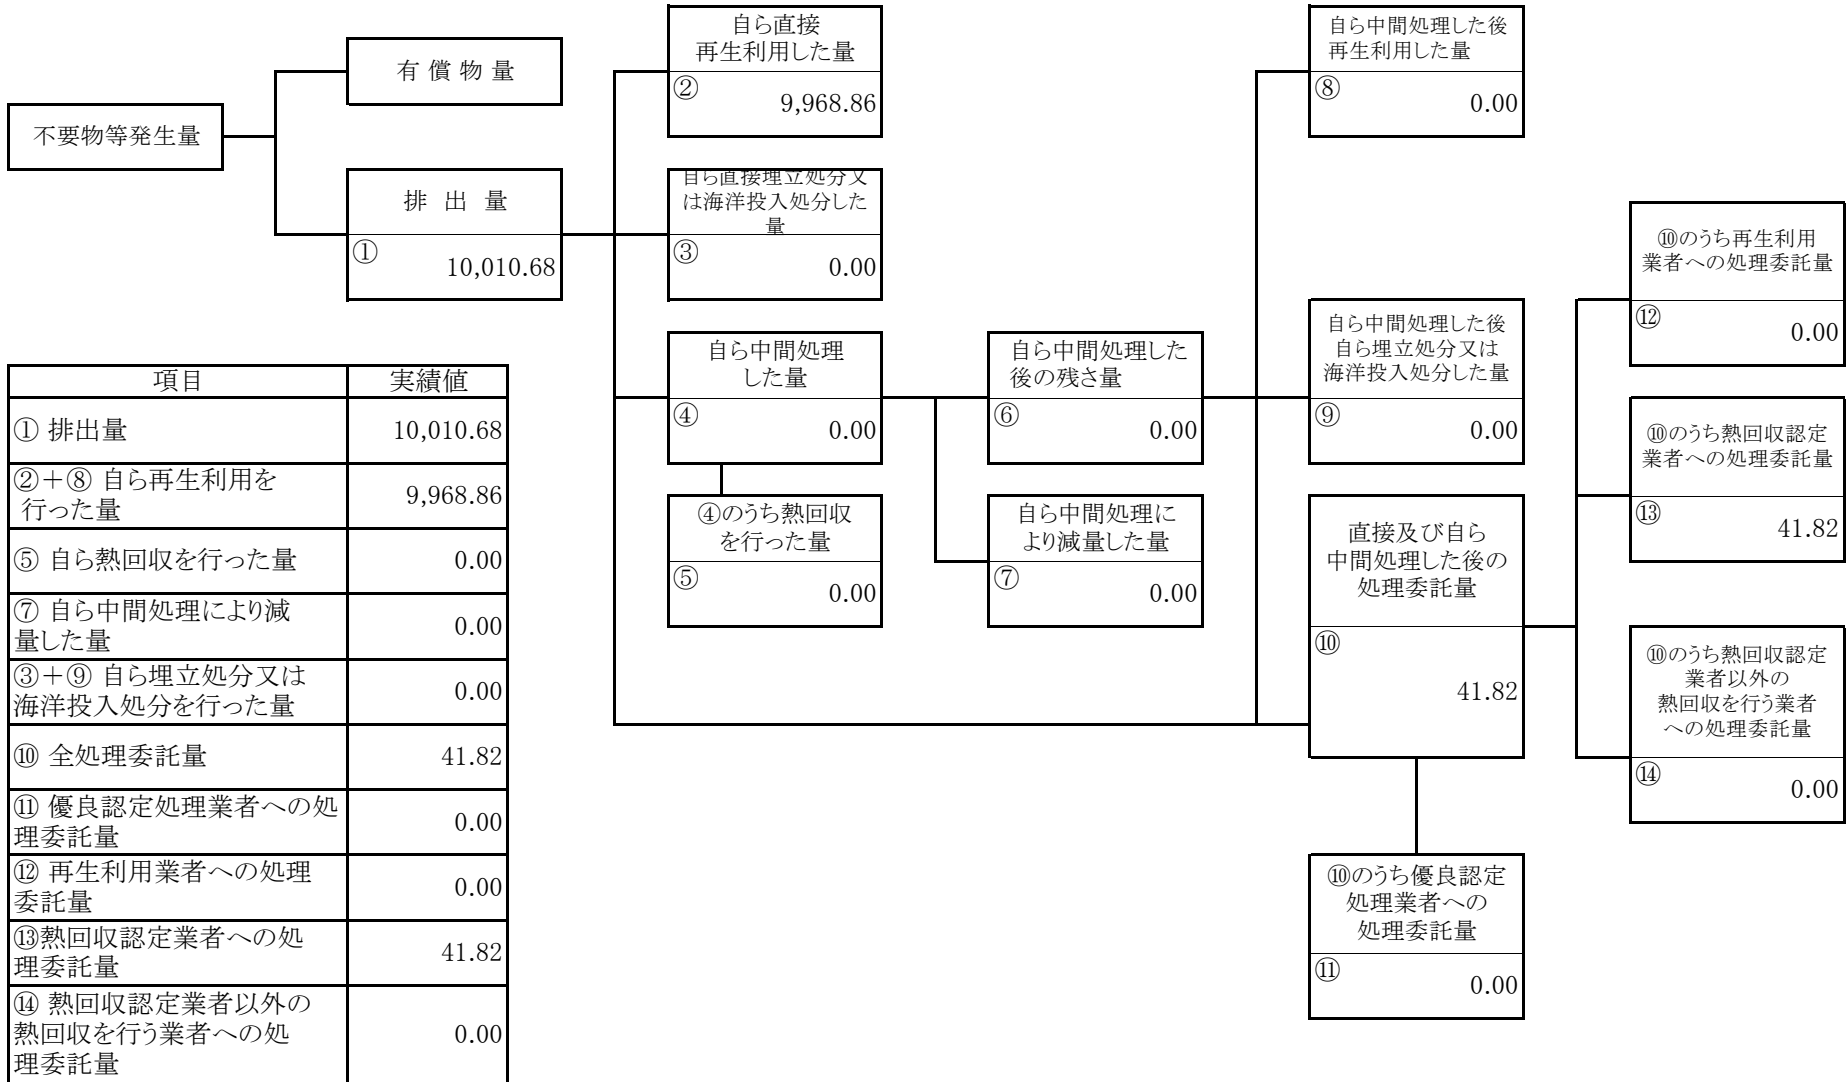 不要物等発生量
有 償 物 量
排 出 量
①
10,010.68
自ら直接
再生利用した量
②
9,968.86
自ら直接埋立処分又
は海洋投入処分した
量
③
0.00
自ら中間処理
した量
④
0.00
④のうち熱回収
を行った量
⑤
0.00
自ら中間処理した
後の残さ量
⑥
0.00
自ら中間処理に
より減量した量
⑦
0.00
自ら中間処理した後
再生利用した量
⑧
0.00
自ら中間処理した後
自ら埋立処分又は
海洋投入処分した量
⑨
0.00
直接及び自ら
中間処理した後の
処理委託量
⑩
41.82
⑩のうち優良認定
処理業者への
処理委託量
⑪
0.00
⑩のうち再生利用
業者への処理委託量
⑫
0.00
⑩のうち熱回収認定
業者への処理委託量
⑬
41.82
⑩のうち熱回収認定
業者以外の
熱回収を行う業者
への処理委託量
⑭
0.00
項目 実績値
① 排出量 10,010.68
②+⑧ 自ら再生利用を
行った量 9,968.86
⑤ 自ら熱回収を行った量 0.00
⑦ 自ら中間処理により減
量した量 0.00
③+⑨ 自ら埋立処分又は
海洋投入処分を行った量 0.00
⑩ 全処理委託量 41.82
⑪ 優良認定処理業者への処
理委託量 0.00
⑫ 再生利用業者への処理
委託量 0.00
⑬熱回収認定業者への処
理委託量 41.82
⑭ 熱回収認定業者以外の
熱回収を行う業者への処
理委託量 0.00